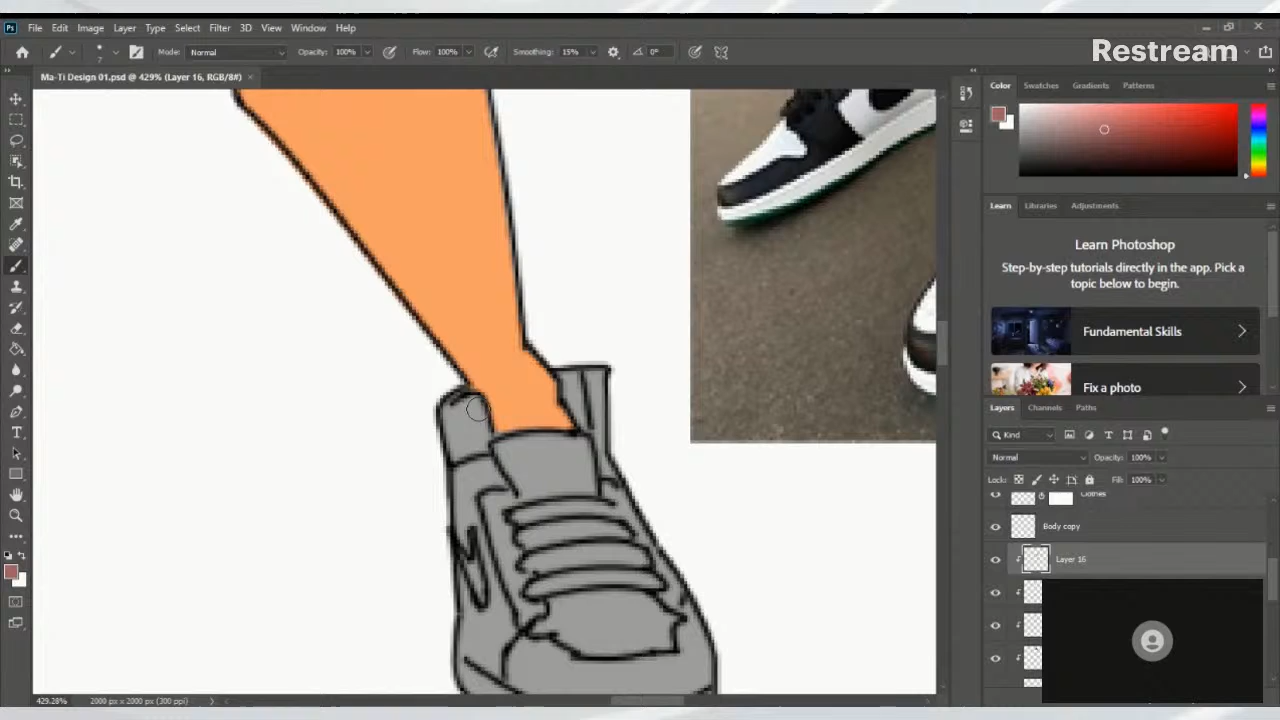 Ps File Edit Image Layer Type Select Filter 3D View Window Help
Restream
7 Mode: Normal Opacity: 100% Flow: 100% Smoothing: 15% 0°
Ma-Ti Design 01.psd @ 429% (Layer 16, RGB/8#) ×
Color Swatches Gradients Patterns
Learn Libraries Adjustments
Learn Photoshop
Step-by-step tutorials directly in the app. Pick a
topic below to begin.
Fundamental Skills
Fix a photo
Layers Channels Paths
Kind
Normal Opacity: 100%
Lock: Fill: 100%
Clothes
Body copy
Layer 16
429.28% 2000 px x 2000 px (300 ppi)